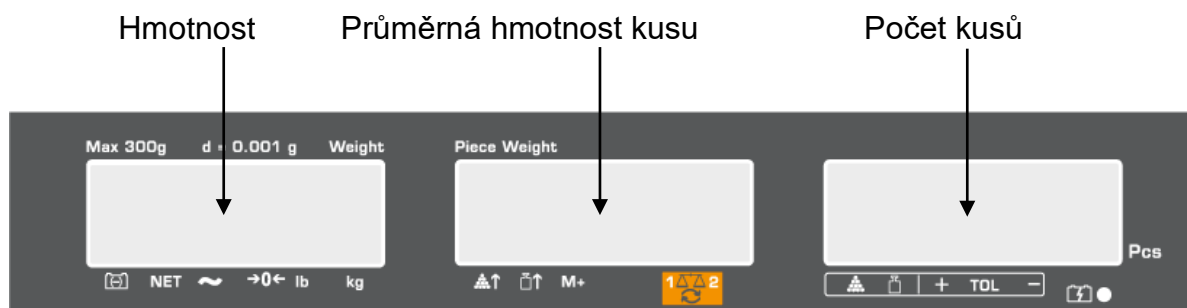 Hmotnost Průměrná hmotnost kusu Počet kusů
Max 300g d = 0.001 g Weight Piece Weight
Pcs
NET →0← lb kg M+ 1 2 + TOL −